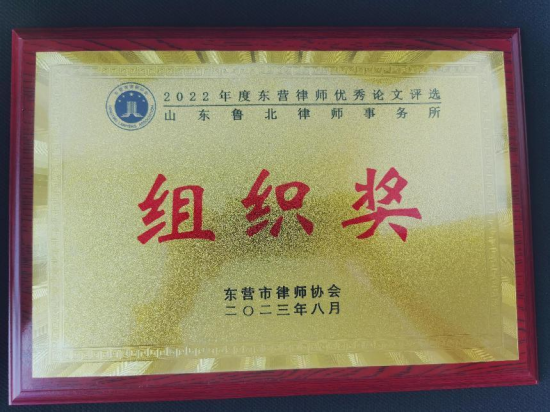 2022年度东营律师优秀论文评选
山东鲁北律师事务所
组织奖
东营市律师协会
二〇二三年八月